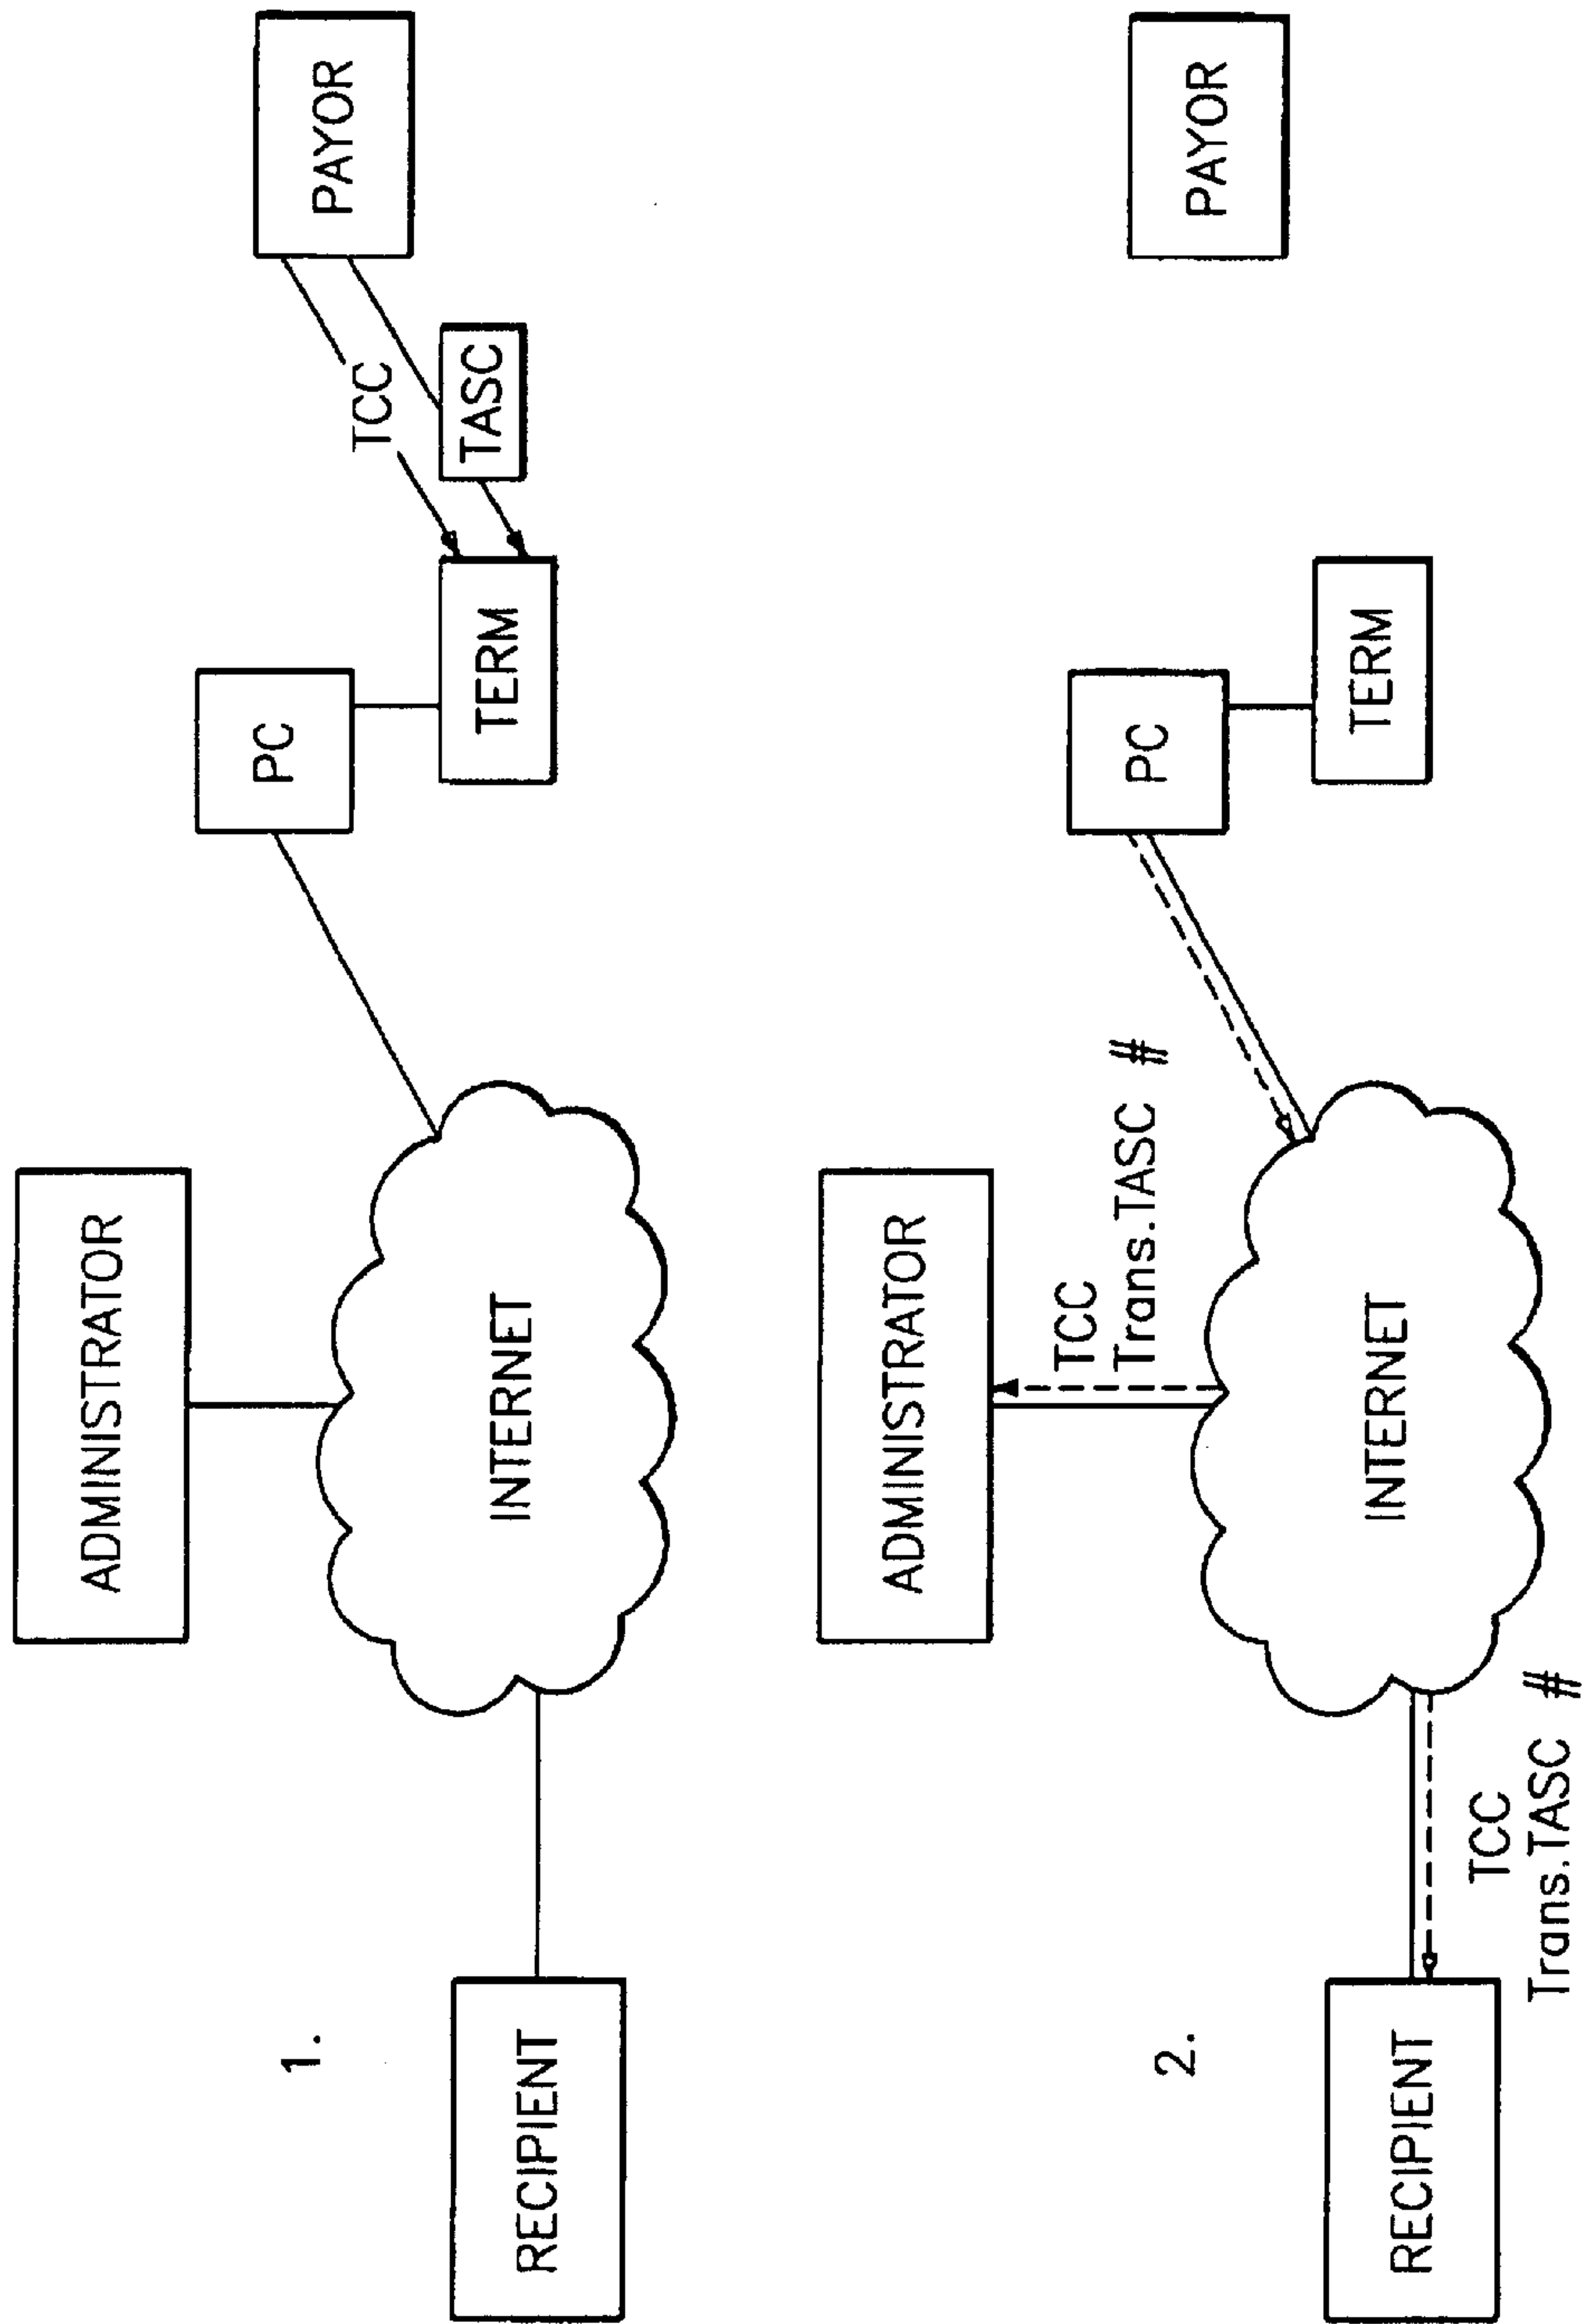 1.
ADMINISTRATOR
PAYOR
TCC
TASC
PC
TERM
INTERNET
RECIPIENT
2.
ADMINISTRATOR
PAYOR
TCC
Trans.TASC #
PC
TERM
INTERNET
RECIPIENT
TCC
Trans.TASC #